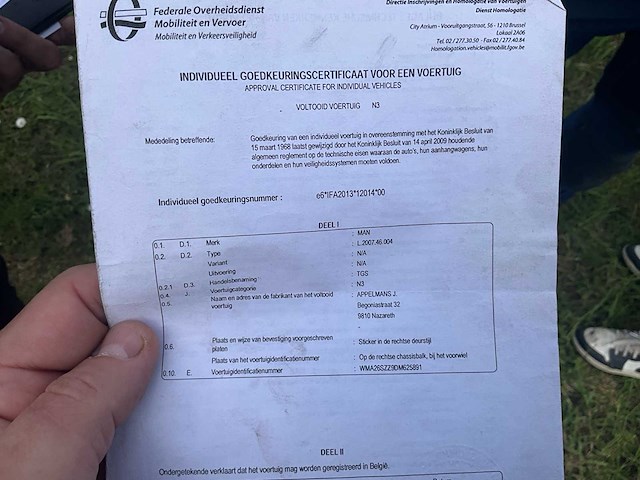 Federale Overheidsdienst
Mobiliteit en Vervoer
Mobiliteit en Verkeersveiligheid
Directie Inschrijvingen en Homologatie van Voertuigen
Dienst Homologatie
City Atrium - Vooruitgangstraat, 56 - 1210 Brussel
Lokaal 2A06
Tel. 02 / 277.30.50 - Fax 02 / 277.40.84
Homologation.vehicles@mobilit.fgov.be
INDIVIDUEEL GOEDKEURINGSCERTIFICAAT VOOR EEN VOERTUIG
APPROVAL CERTIFICATE FOR INDIVIDUAL VEHICLES
VOLTOOID VOERTUIG N3
Mededeling betreffende: Goedkeuring van een individueel voertuig in overeenstemming met het Koninklijk Besluit van
15 maart 1968 laatst gewijzigd door het Koninklijk Besluit van 14 april 2009 houdende
algemeen reglement op de technische eisen waaraan de auto's, hun aanhangwagens, hun
onderdelen en hun veiligheidssystemen moeten voldoen.
Individueel goedkeuringsnummer : e6*IFA2013*12014*00
DEEL I
0.1. D.1. Merk : MAN
0.2. D.2. Type : L.2007.46.004
Variant : N/A
Uitvoering : N/A
0.2.1 D.3. Handelsbenaming : TGS
0.4. J. Voertuigcategorie : N3
0.5. Naam en adres van de fabrikant van het voltooid : APPELMANS J.
voertuig Begoniastraat 32
9810 Nazareth
-
0.6. Plaats en wijze van bevestiging voorgeschreven : Sticker in de rechtse deurstijl
platen
Plaats van het voertuigidentificatienummer : Op de rechtse chassisbalk, bij het voorwiel
0.10. E. Voertuigidentificatienummer : WMA26SZZ9DM625891
DEEL II
Ondergetekende verklaart dat het voertuig mag worden geregistreerd in België.